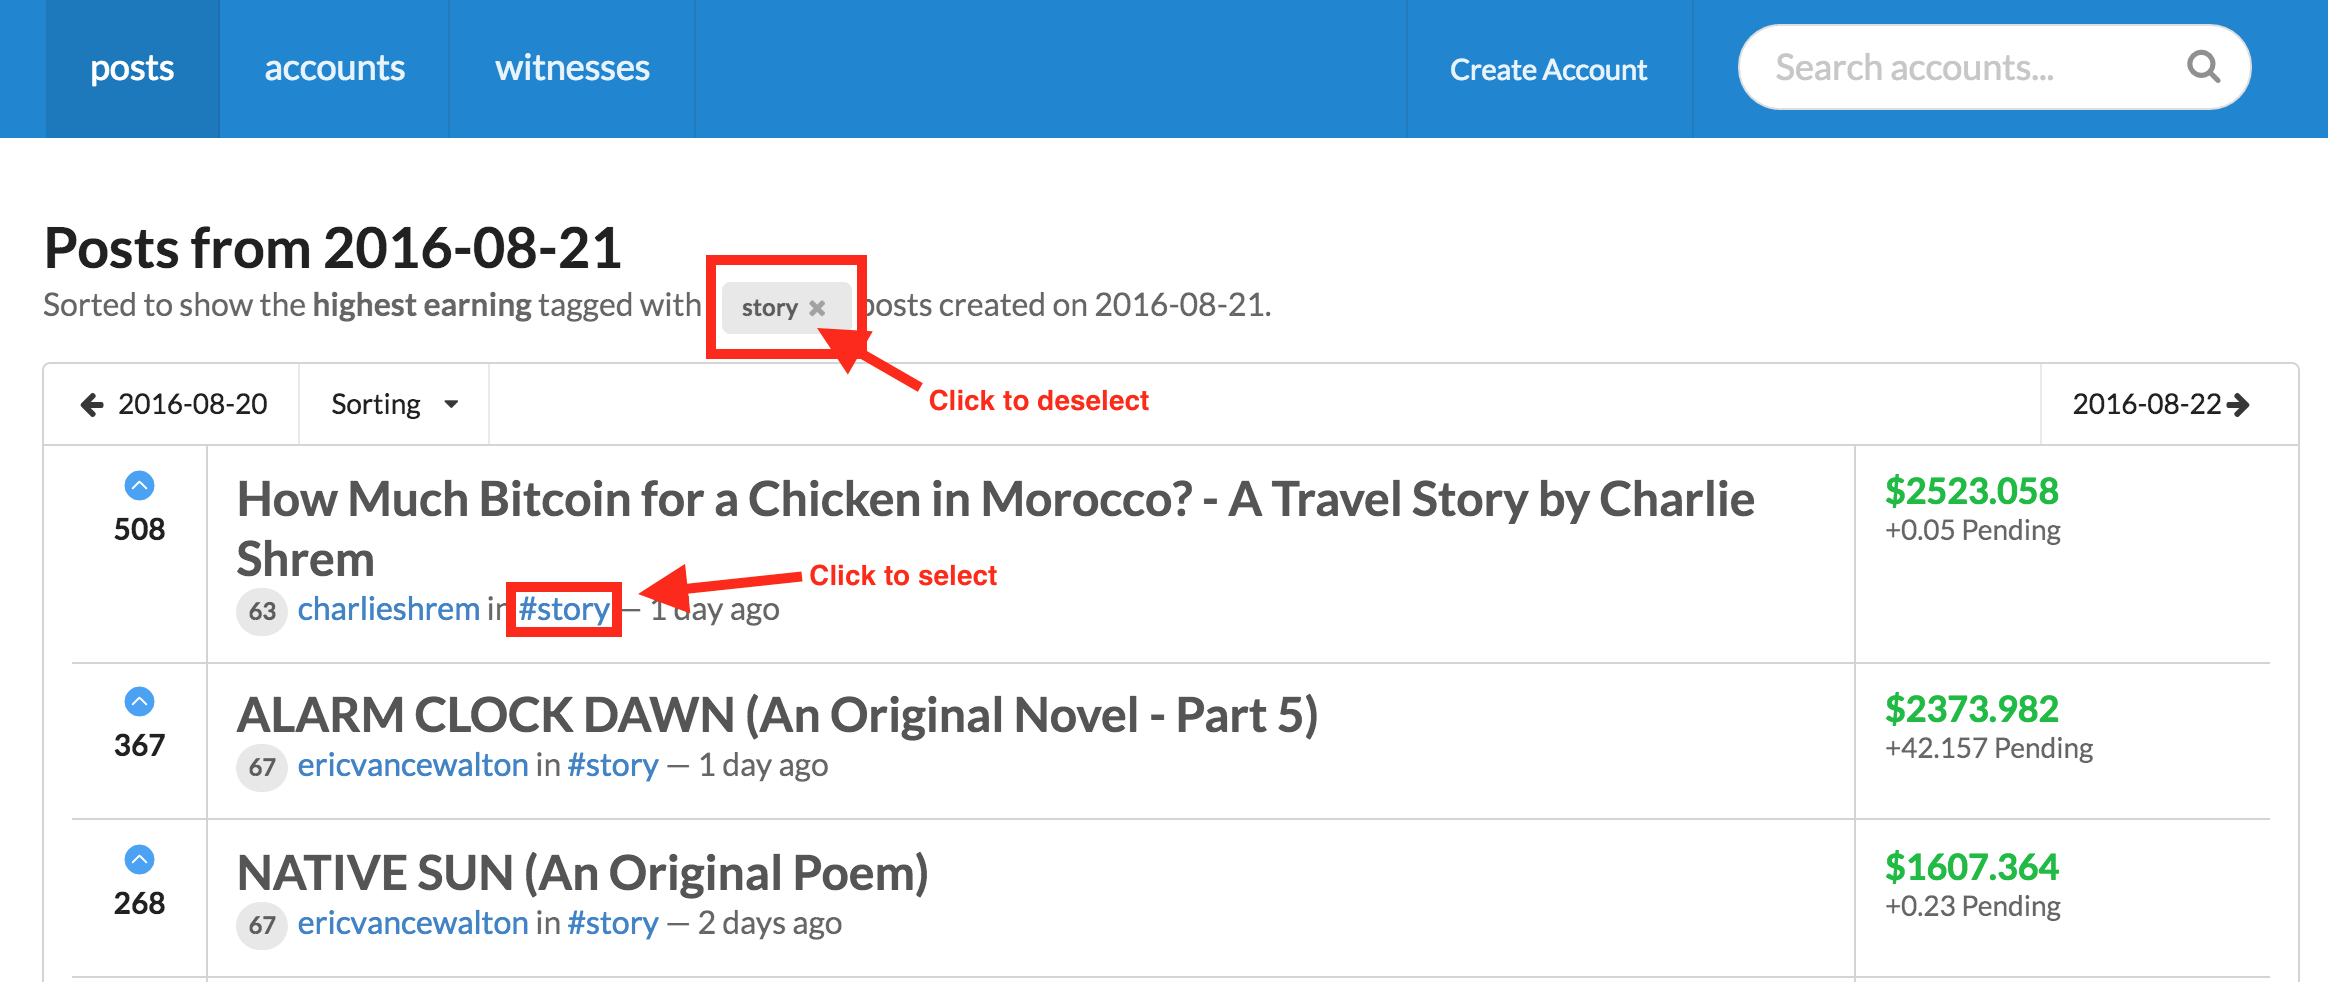 posts accounts witnesses Create Account Search accounts...
Posts from 2016-08-21
Sorted to show the highest earning tagged with story posts created on 2016-08-21.
Click to deselect
2016-08-20 Sorting 2016-08-22
508
How Much Bitcoin for a Chicken in Morocco? - A Travel Story by Charlie
Shrem
$2523.058
+0.05 Pending
Click to select
63 charlieshrem in #story — 1 day ago
367
ALARM CLOCK DAWN (An Original Novel - Part 5)
67 ericvancewalton in #story — 1 day ago
$2373.982
+42.157 Pending
268
NATIVE SUN (An Original Poem)
67 ericvancewalton in #story — 2 days ago
$1607.364
+0.23 Pending